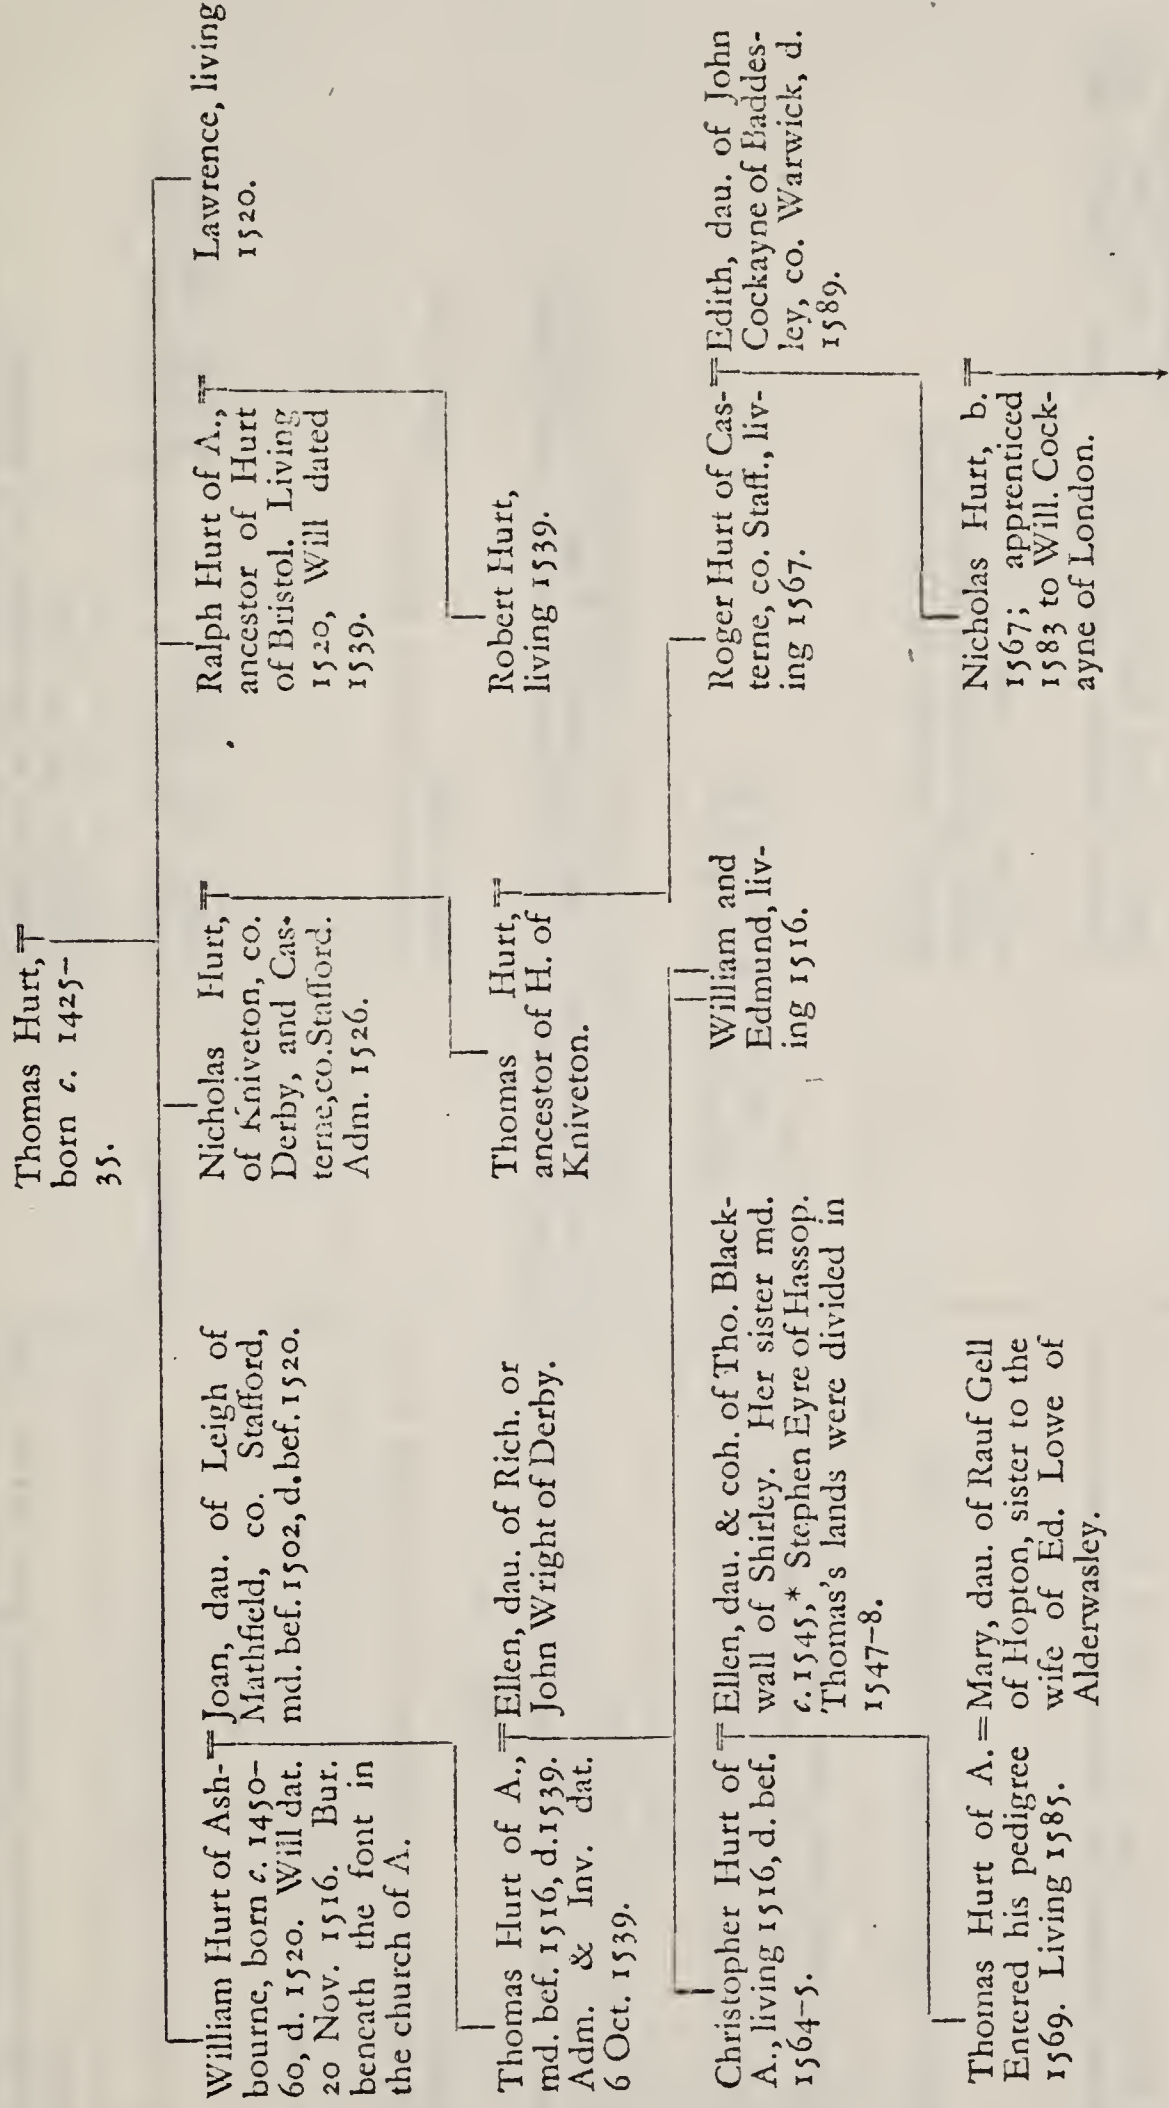 Thomas Hurt,
born c. 1425–
35.
William Hurt of Ash-
bourne, born c. 1450–
60, d. 1520. Will dat.
20 Nov. 1516. Bur.
beneath the font in
the church of A.
Joan, dau. of Leigh of
Mathfield, co. Stafford,
md. bef. 1502, d. bef. 1520.
Nicholas Hurt,
of Kniveton, co.
Derby, and Cas-
terne, co. Stafford.
Adm. 1526.
Ralph Hurt of A.,
ancestor of Hurt
of Bristol. Living
1520, Will dated
1539.
Lawrence, living
1520.
Thomas Hurt of A.,
md. bef. 1516, d. 1539.
Adm. & Inv. dat.
6 Oct. 1539.
Ellen, dau. of Rich. or
John Wright of Derby.
Thomas Hurt,
ancestor of H. of
Kniveton.
Robert Hurt,
living 1539.
Christopher Hurt of
A., living 1516, d. bef.
1564–5.
Ellen, dau. & coh. of Tho. Black-
wall of Shirley. Her sister md.
c. 1545,* Stephen Eyre of Hassop.
Thomas's lands were divided in
1547–8.
William and
Edmund, liv-
ing 1516.
Roger Hurt of Cas-
terne, co. Staff., liv-
ing 1567.
Edith, dau. of John
Cockayne of Baddes-
ley, co. Warwick, d.
1589.
Thomas Hurt of A.
Entered his pedigree
1569. Living 1585.
=Mary, dau. of Rauf Gell
of Hopton, sister to the
wife of Ed. Lowe of
Alderwasley.
Nicholas Hurt, b.
1567; apprenticed
1583 to Will. Cock-
ayne of London.